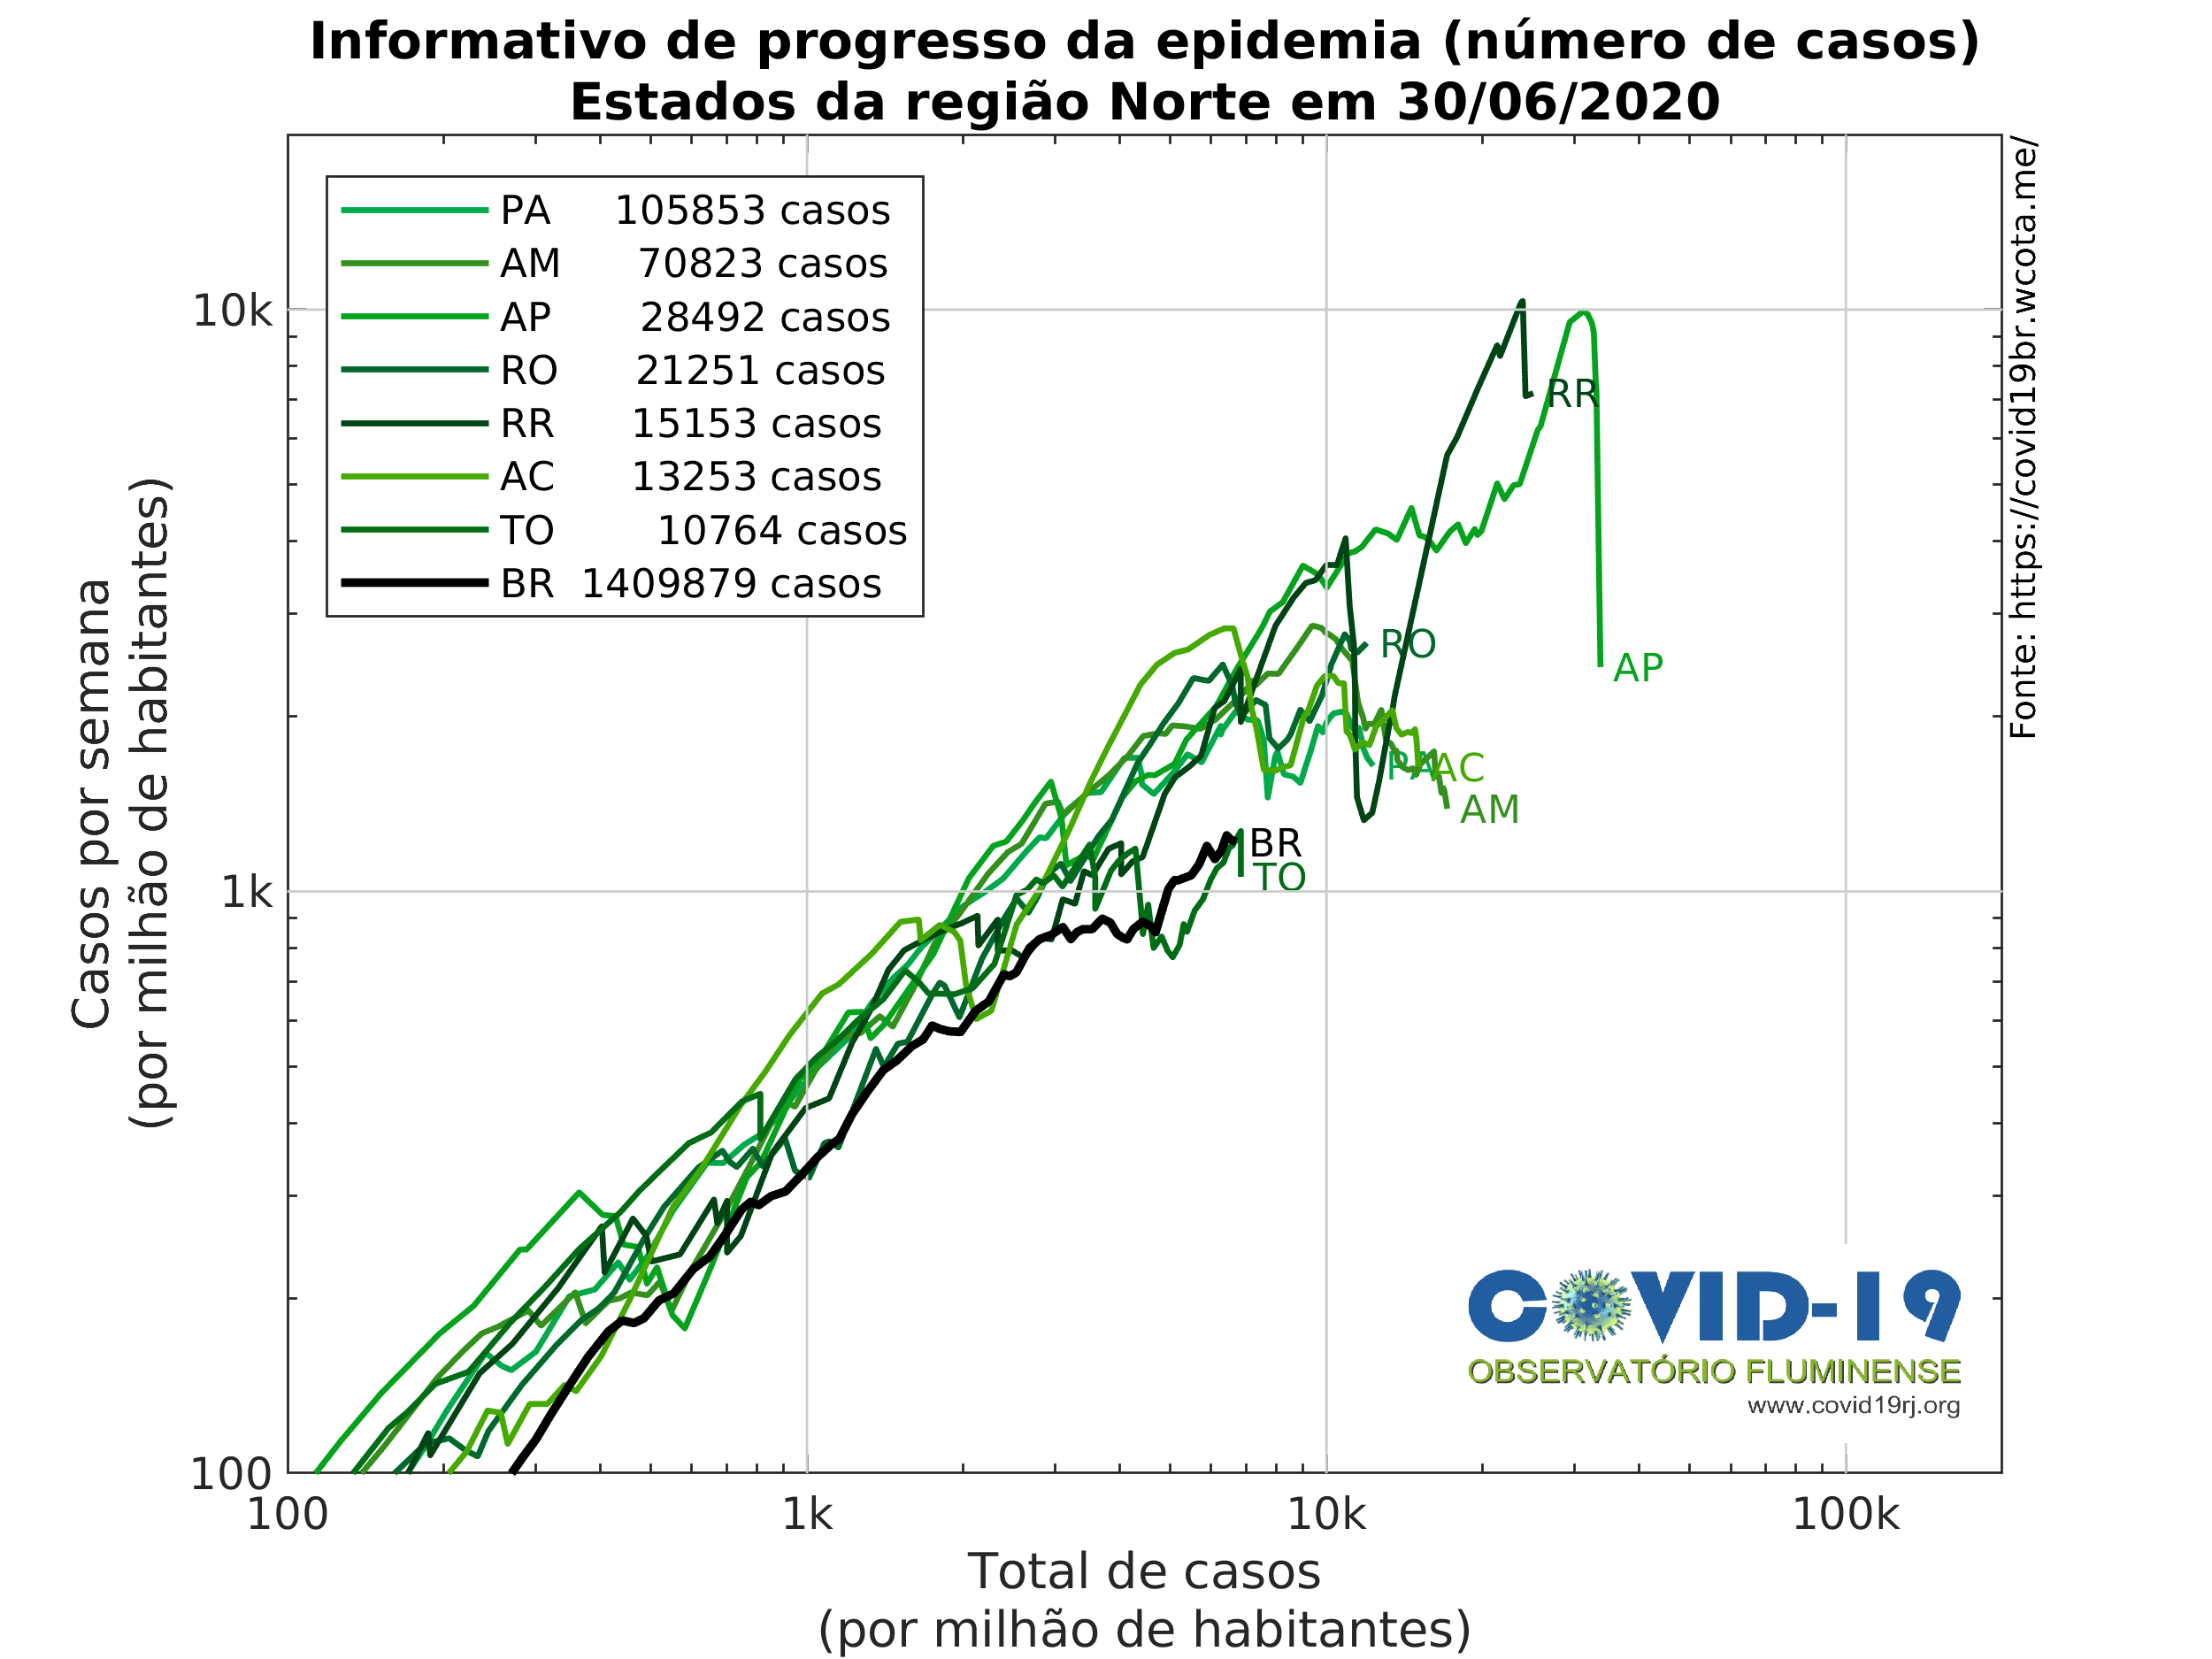 Informativo de progresso da epidemia (número de casos)
Estados da região Norte em 30/06/2020
PA 105853 casos
AM 70823 casos
AP 28492 casos
RO 21251 casos
RR 15153 casos
AC 13253 casos
TO 10764 casos
BR 1409879 casos
10k
1k
100
Casos por semana
(por milhão de habitantes)
RR
RO
AP
PA
AC
AM
BR
TO
Fonte: https://covid19br.wcota.me/
COVID-19
OBSERVATÓRIO FLUMINENSE
www.covid19rj.org
100
1k
10k
100k
Total de casos
(por milhão de habitantes)